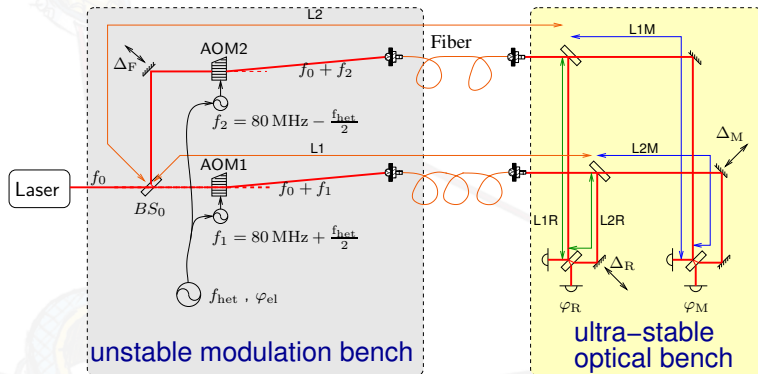 L2
L1M
AOM2
Fiber
Δ_F
f_0 + f_2
f_2 = 80 MHz − f_het/2
Δ_M
L1
L2M
AOM1
Laser
f_0
f_0 + f_1
BS_0
L1R
L2R
f_1 = 80 MHz + f_het/2
Δ_R
f_het , φ_el
φ_R
φ_M
unstable modulation bench
ultra−stable
optical bench